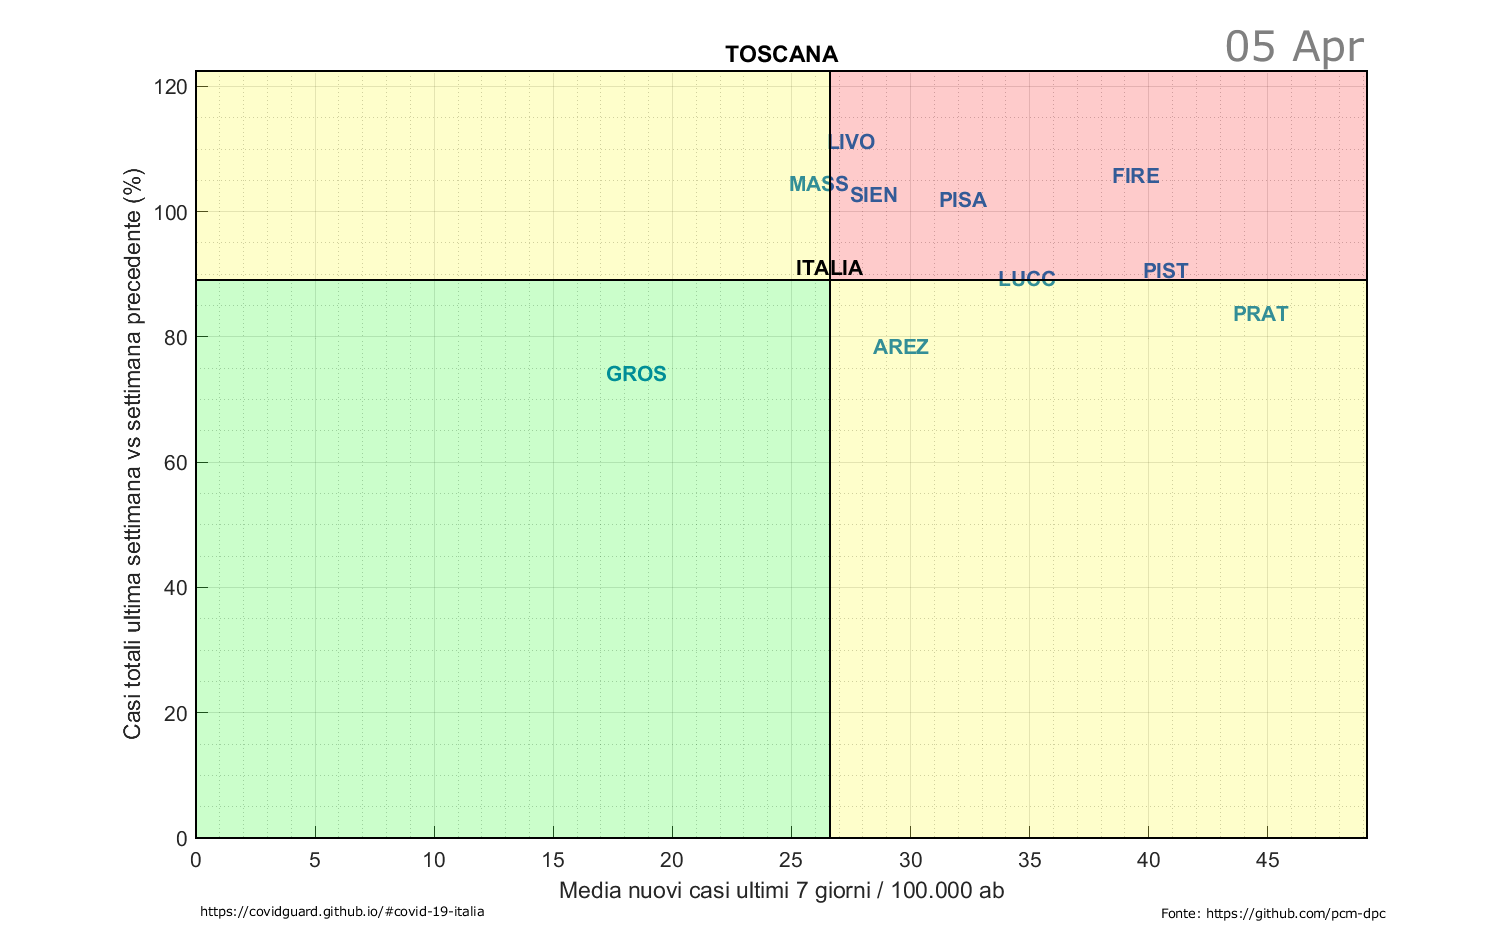 TOSCANA
05 Apr
120
100
80
60
40
20
0
Casi totali ultima settimana vs settimana precedente (%)
LIVO
MASS
SIEN
PISA
FIRE
ITALIA
LUCC
PIST
PRAT
AREZ
GROS
0 5 10 15 20 25 30 35 40 45
Media nuovi casi ultimi 7 giorni / 100.000 ab
https://covidguard.github.io/#covid-19-italia
Fonte: https://github.com/pcm-dpc